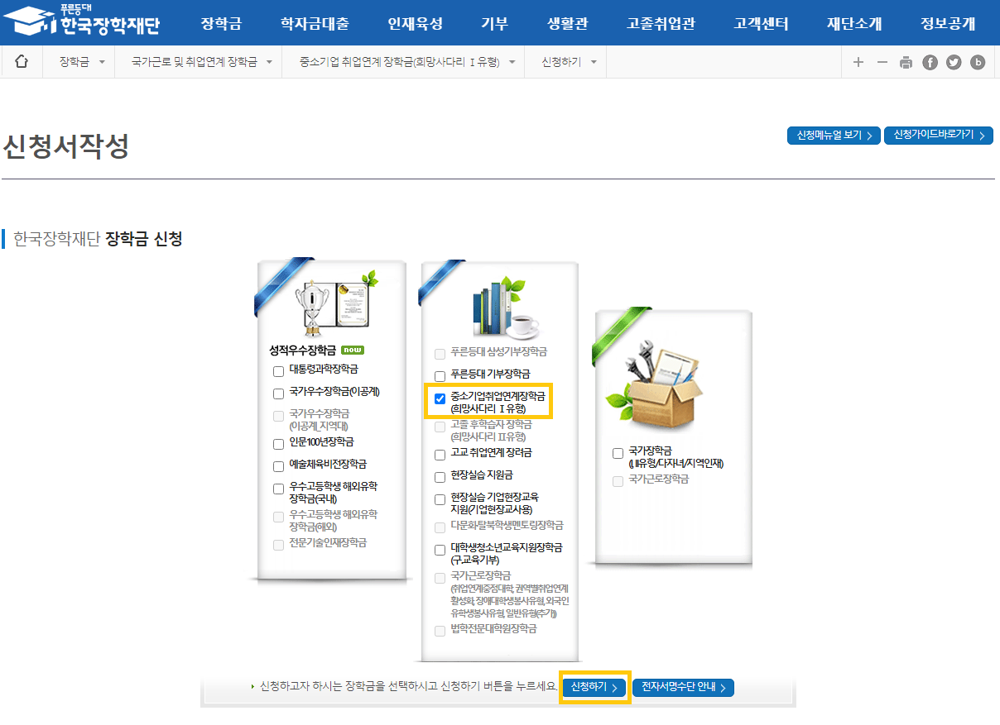 푸른등대
한국장학재단
장학금 학자금대출 인재육성 기부 생활관 고졸취업관 고객센터 재단소개 정보공개
장학금 국가근로 및 취업연계 장학금 중소기업 취업연계 장학금(희망사다리 Ⅰ유형) 신청하기
신청서작성
신청메뉴얼 보기 신청가이드바로가기
한국장학재단 장학금 신청
성적우수장학금 new
대통령과학장학금
국가우수장학금(이공계)
국가우수장학금
(이공계_지역대)
인문100년장학금
예술체육비전장학금
우수고등학생 해외유학
장학금(국내)
우수고등학생 해외유학
장학금(해외)
전문기술인재장학금
푸른등대 삼성기부장학금
푸른등대 기부장학금
중소기업취업연계장학금
(희망사다리 Ⅰ유형)
고졸 후학습자 장학금
(희망사다리 Ⅱ유형)
고교 취업연계 장려금
현장실습 지원금
현장실습 기업현장교육
지원(기업현장교사용)
다문화탈북학생멘토링장학금
대학생청소년교육지원장학금
(구.교육기부)
국가근로장학금
(취업연계중점대학, 권역별취업연계
활성화, 장애대학생봉사유형, 외국인
유학생봉사유형, 일반유형(추가))
법학전문대학원장학금
국가장학금
(I,II유형/다자녀/지역인재)
국가근로장학금
신청하고자 하시는 장학금을 선택하시고 신청하기 버튼을 누르세요. 신청하기 전자서명수단 안내